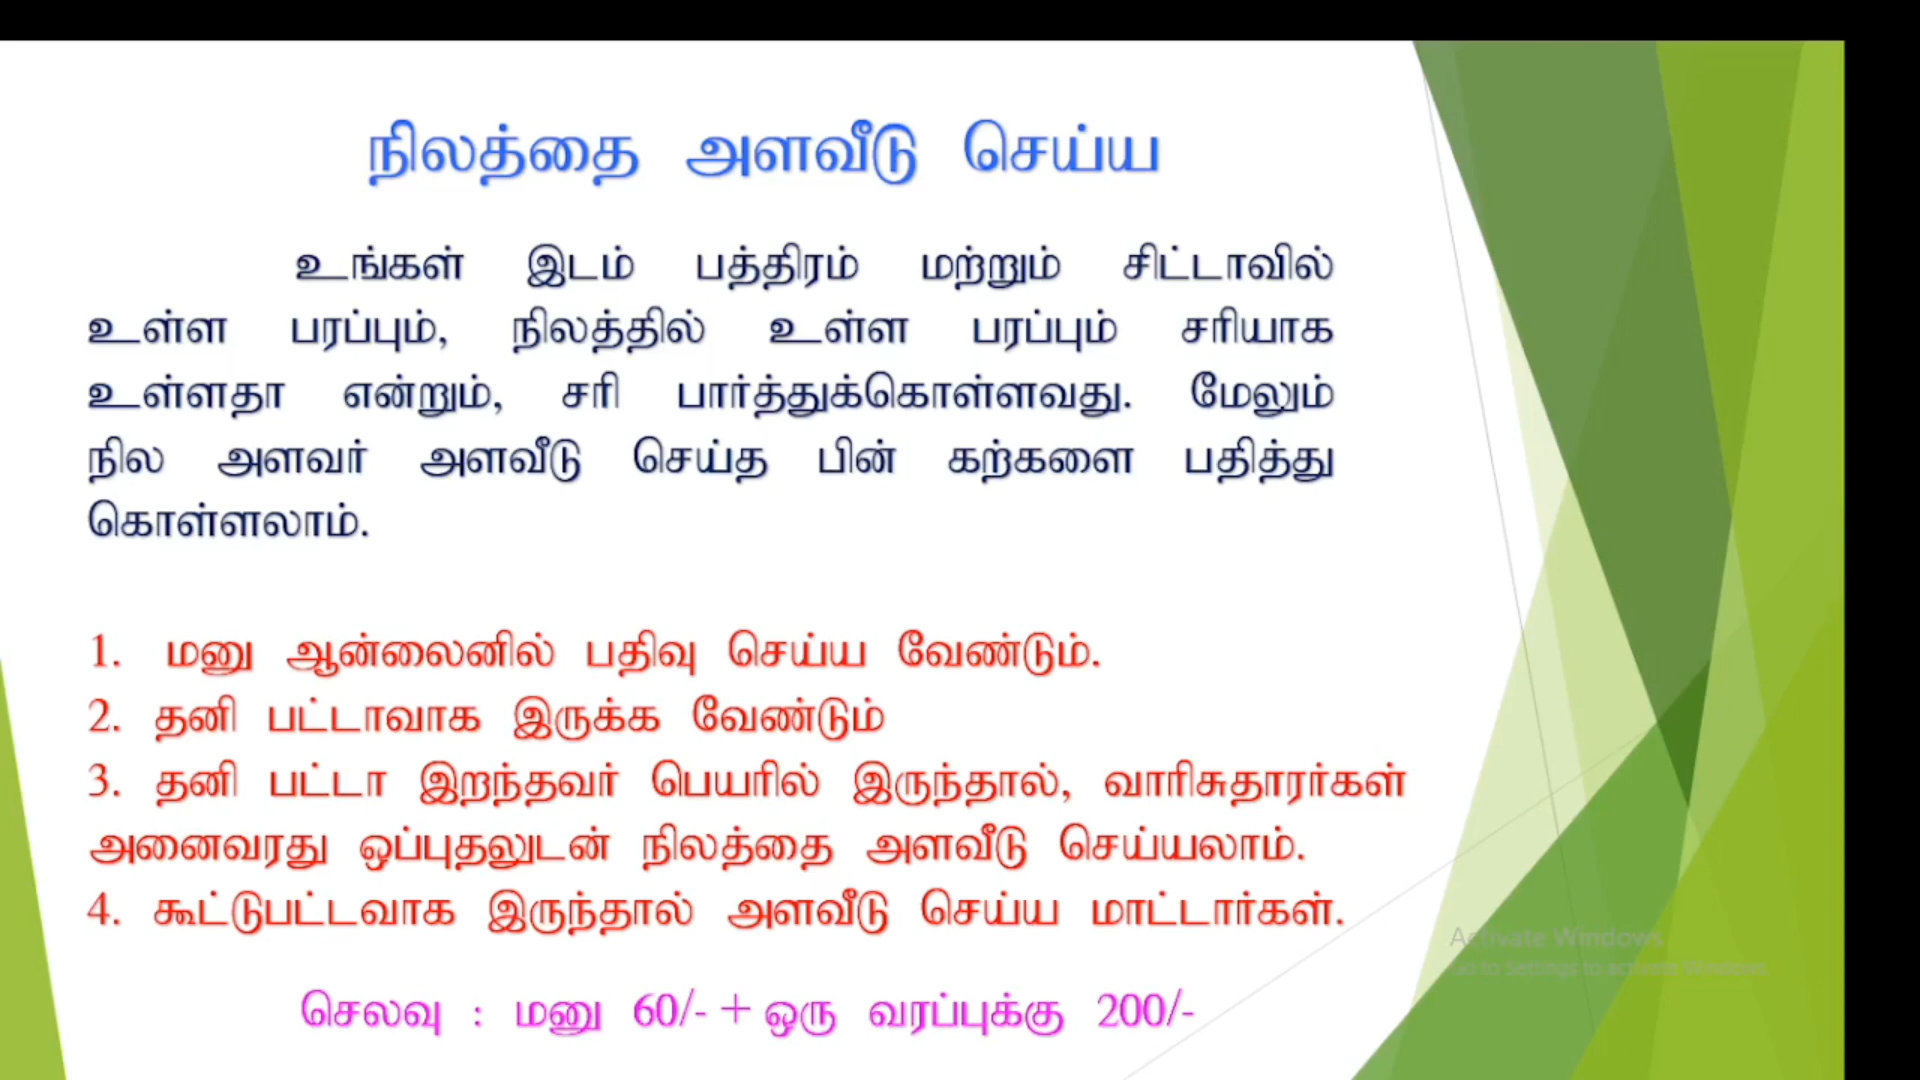 நிலத்தை அளவீடு செய்ய
உங்கள் இடம் பத்திரம் மற்றும் சிட்டாவில்
உள்ள பரப்பும், நிலத்தில் உள்ள பரப்பும் சரியாக
உள்ளதா என்றும், சரி பார்த்துக்கொள்ளவது. மேலும்
நில அளவர் அளவீடு செய்த பின் கற்களை பதித்து
கொள்ளலாம்.
1. மனு ஆன்லைனில் பதிவு செய்ய வேண்டும்.
2. தனி பட்டாவாக இருக்க வேண்டும்
3. தனி பட்டா இறந்தவர் பெயரில் இருந்தால், வாரிசுதாரர்கள்
அனைவரது ஒப்புதலுடன் நிலத்தை அளவீடு செய்யலாம்.
4. கூட்டுபட்டவாக இருந்தால் அளவீடு செய்ய மாட்டார்கள்.
Activate Windows
Go to Settings to activate Windows.
செலவு : மனு 60/- + ஒரு வரப்புக்கு 200/-